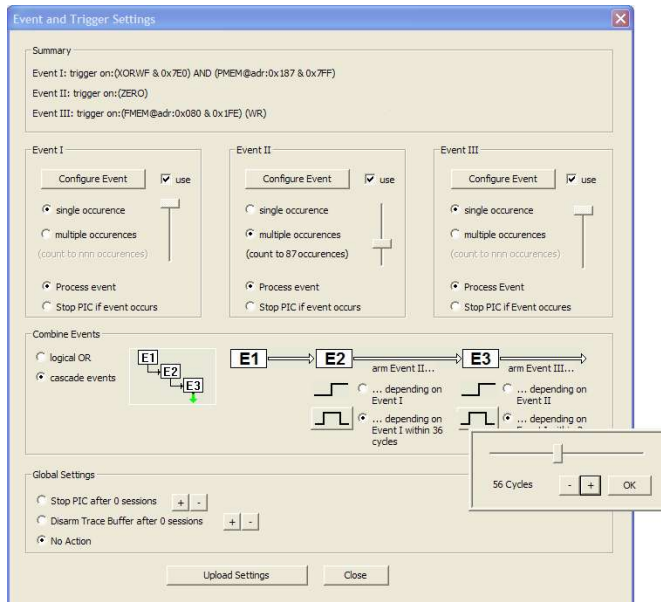 Event and Trigger Settings
Summary
Event I: trigger on:(XORWF & 0x7E0) AND (PMEM@adr:0x187 & 0x7FF)
Event II: trigger on:(ZERO)
Event III: trigger on:(FMEM@adr:0x080 & 0x1FE) (WR)
Event I
Configure Event
use
single occurence
multiple occurences
(count to nnn occurences)
Process event
Stop PIC if event occurs
Event II
Configure Event
use
single occurence
multiple occurences
(count to 87 occurences)
Process event
Stop PIC if event occurs
Event III
Configure Event
use
single occurence
multiple occurences
(count to nnn occurences)
Process Event
Stop PIC if Event occures
Combine Events
logical OR
cascade events
E1
E2
E3
E1
E2
E3
arm Event II...
... depending on
Event I
... depending on
Event I within 36
cycles
arm Event III...
... depending on
Event II
... depending on
56 Cycles
-
+
OK
Global Settings
Stop PIC after 0 sessions
+
-
Disarm Trace Buffer after 0 sessions
+
-
No Action
Upload Settings
Close